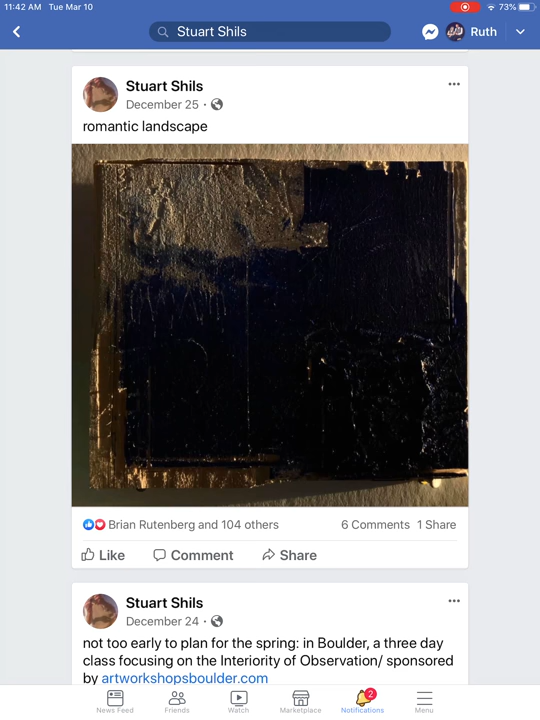 11:42 AM Tue Mar 10
73%
Stuart Shils
Ruth
Stuart Shils
December 25 ·
romantic landscape
Brian Rutenberg and 104 others
6 Comments 1 Share
Like
Comment
Share
Stuart Shils
December 24 ·
not too early to plan for the spring: in Boulder, a three day
class focusing on the Interiority of Observation/ sponsored
by artworkshopsboulder.com
2
News Feed
Friends
Watch
Marketplace
Notifications
Menu